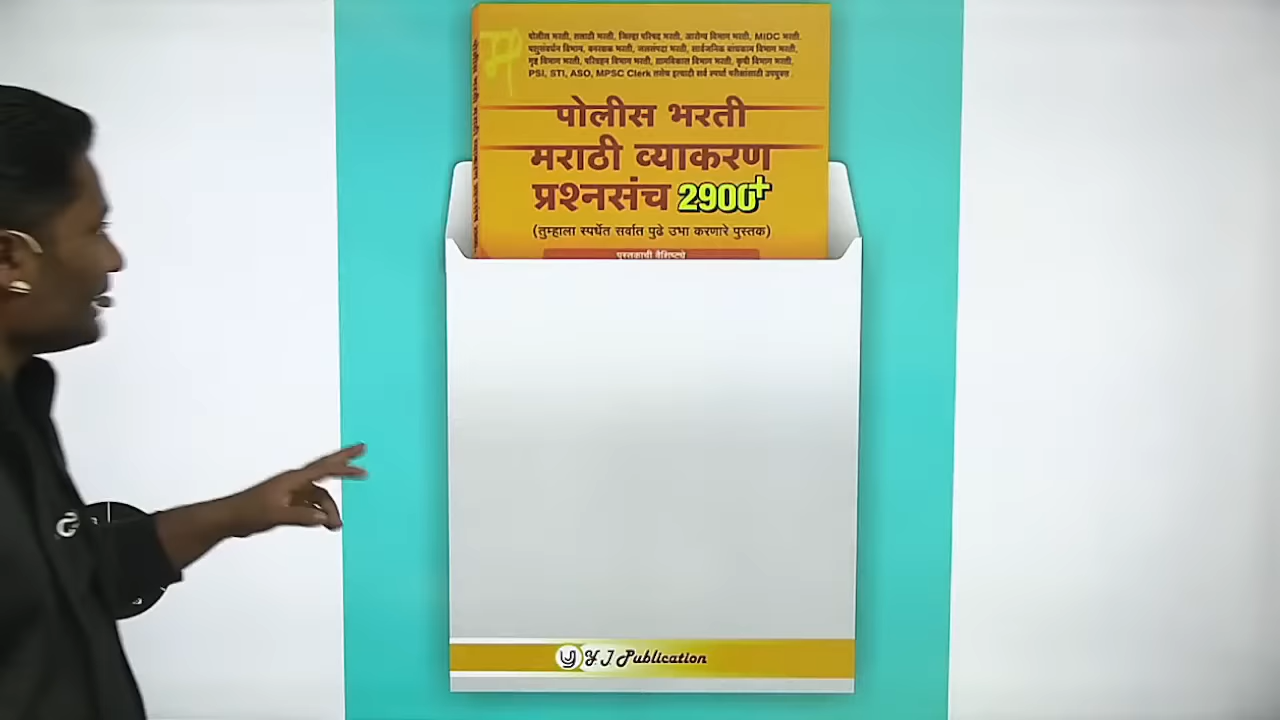 पोलीस भरती, तलाठी भरती, जिल्हा परिषद भरती, आरोग्य विभाग भरती, MIDC भरती.
पशुसंवर्धन विभाग, वनरक्षक भरती, जलसंपदा भरती, सार्वजनिक बांधकाम विभाग भरती,
गृह विभाग भरती, परिवहन विभाग भरती, ग्रामविकास विभाग भरती, कृषी विभाग भरती,
PSI, STI, ASO, MPSC Clerk तसेच इत्यादी सर्व स्पर्धा परीक्षांसाठी उपयुक्त.
पोलीस भरती
मराठी व्याकरण
प्रश्नसंच 2900+
(तुम्हाला स्पर्धेत सर्वात पुढे उभा करणारे पुस्तक)
पुस्तकाची वैशिष्ट्ये
Y J Publication